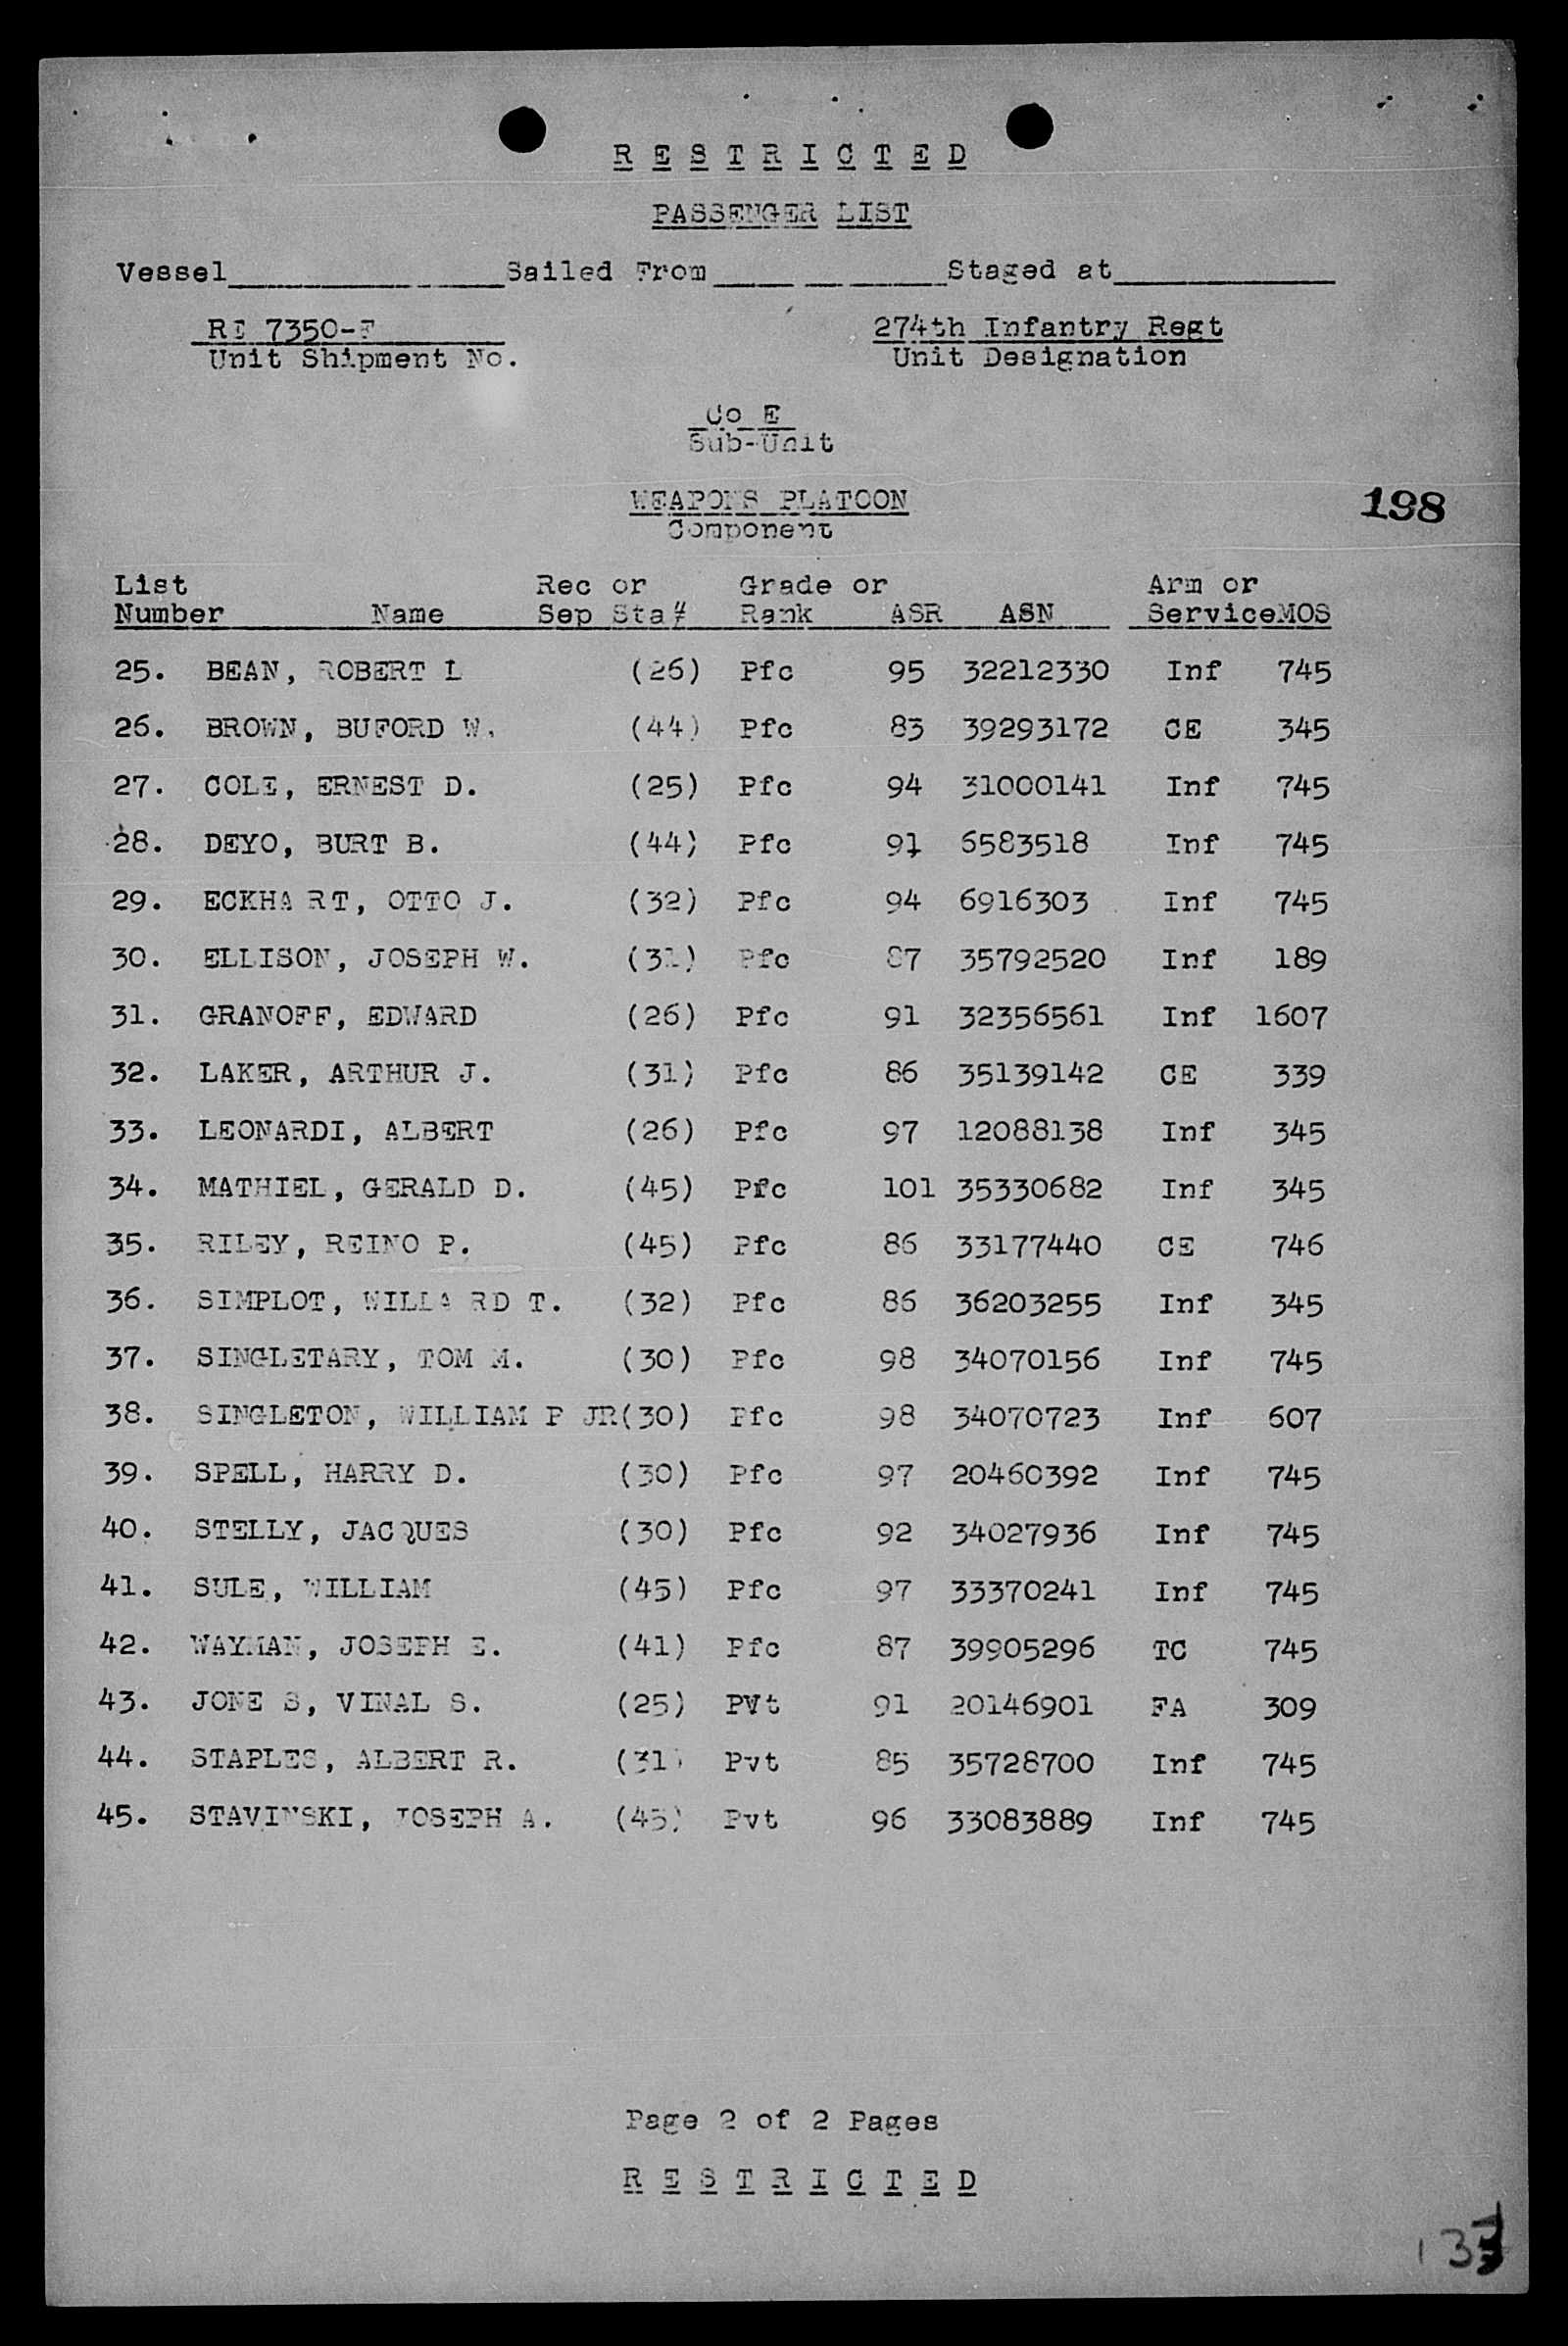 R E S T R I C T E D
PASSENGER LIST
Vessel Sailed From Staged at
RE 7350-F 274th Infantry Regt
Unit Shipment No. Unit Designation
Co E
Sub-Unit
WEAPONS PLATOON 198
Component
List Rec or Grade or Arm or
Number Name Sep Sta# Rank ASR ASN Service MOS
25. BEAN, ROBERT L (26) Pfc 95 32212330 Inf 745
26. BROWN, BUFORD W. (44) Pfc 83 39293172 CE 345
27. COLE, ERNEST D. (25) Pfc 94 31000141 Inf 745
28. DEYO, BURT B. (44) Pfc 91 6583518 Inf 745
29. ECKHA RT, OTTO J. (32) Pfc 94 6916303 Inf 745
30. ELLISON, JOSEPH W. (31) Pfc 87 35792520 Inf 189
31. GRANOFF, EDWARD (26) Pfc 91 32356561 Inf 1607
32. LAKER, ARTHUR J. (31) Pfc 86 35139142 CE 339
33. LEONARDI, ALBERT (26) Pfc 97 12088138 Inf 345
34. MATHIEL, GERALD D. (45) Pfc 101 35330682 Inf 345
35. RILEY, REINO P. (45) Pfc 86 33177440 CE 746
36. SIMPLOT, WILLA RD T. (32) Pfc 86 36203255 Inf 345
37. SINGLETARY, TOM M. (30) Pfc 98 34070156 Inf 745
38. SINGLETON, WILLIAM P JR(30) Pfc 98 34070723 Inf 607
39. SPELL, HARRY D. (30) Pfc 97 20460392 Inf 745
40. STELLY, JACQUES (30) Pfc 92 34027936 Inf 745
41. SULE, WILLIAM (45) Pfc 97 33370241 Inf 745
42. WAYMAN, JOSEPH E. (41) Pfc 87 39905296 TC 745
43. JONE S, VINAL S. (25) PVt 91 20146901 FA 309
44. STAPLES, ALBERT R. (31) Pvt 85 35728700 Inf 745
45. STAVINSKI, JOSEPH A. (45) Pvt 96 33083889 Inf 745
Page 2 of 2 Pages
R E S T R I C T E D